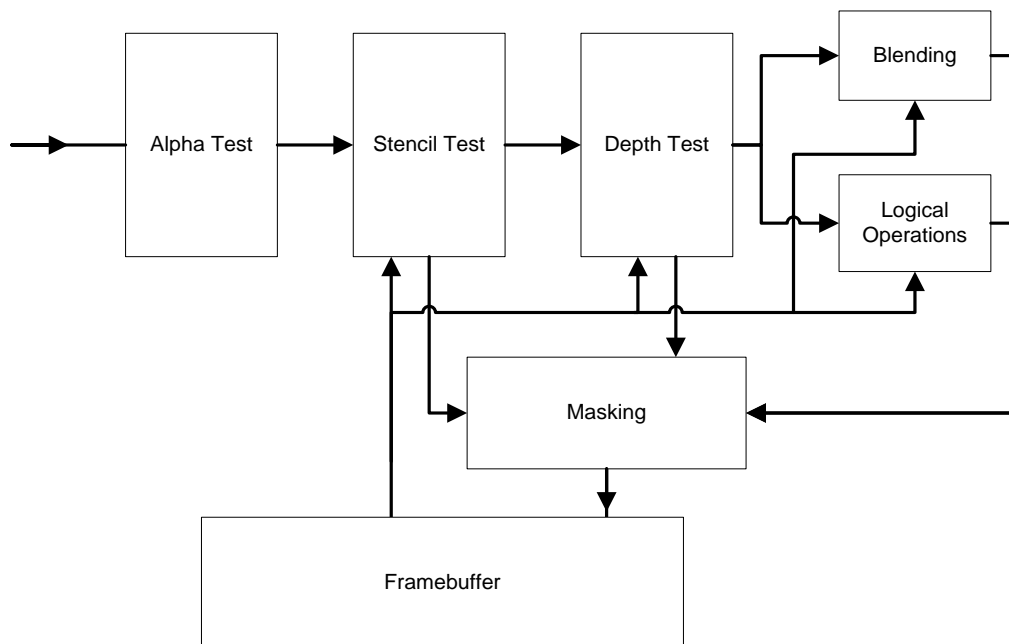 Alpha Test
Stencil Test
Depth Test
Blending
Logical
Operations
Masking
Framebuffer